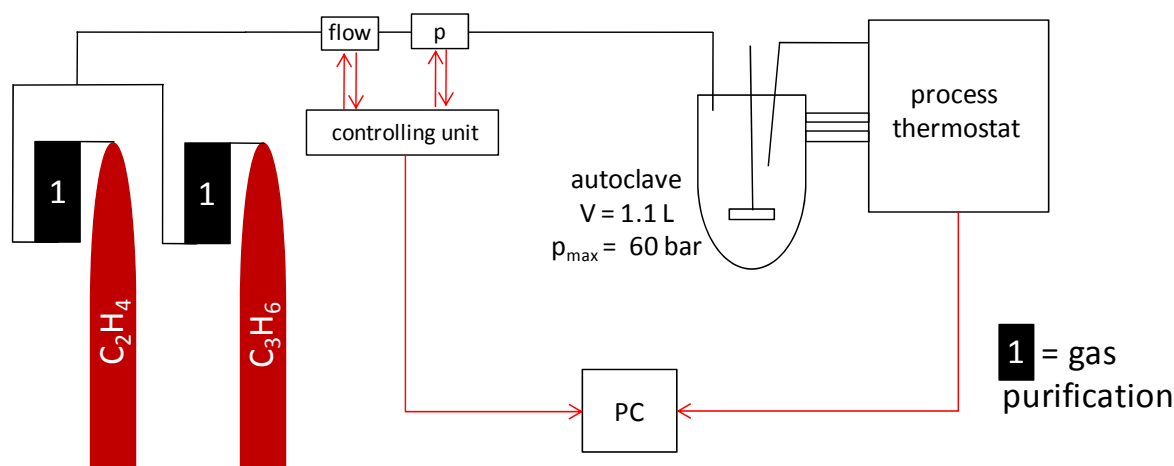 flow
p
controlling unit
process
thermostat
1
1
autoclave
V = 1.1 L
pmax = 60 bar
C2H4
C3H6
1 = gas
purification
PC